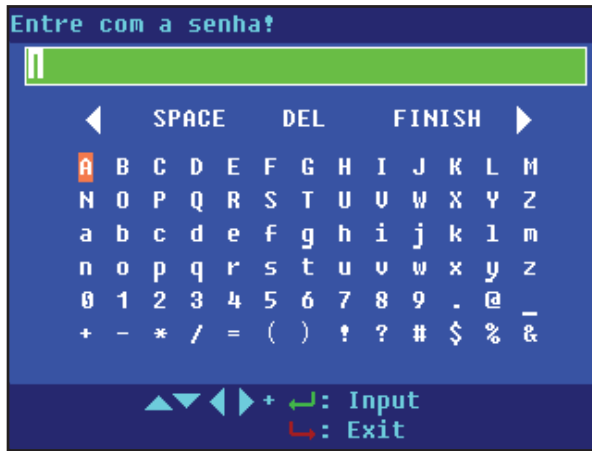 Entre com a senha!
SPACE DEL FINISH
A B C D E F G H I J K L M
N O P Q R S T U V W X Y Z
a b c d e f g h i j k l m
n o p q r s t u v w x y z
0 1 2 3 4 5 6 7 8 9 . @ _
+ - * / = ( ) ! ? # $ % &
+ : Input
: Exit